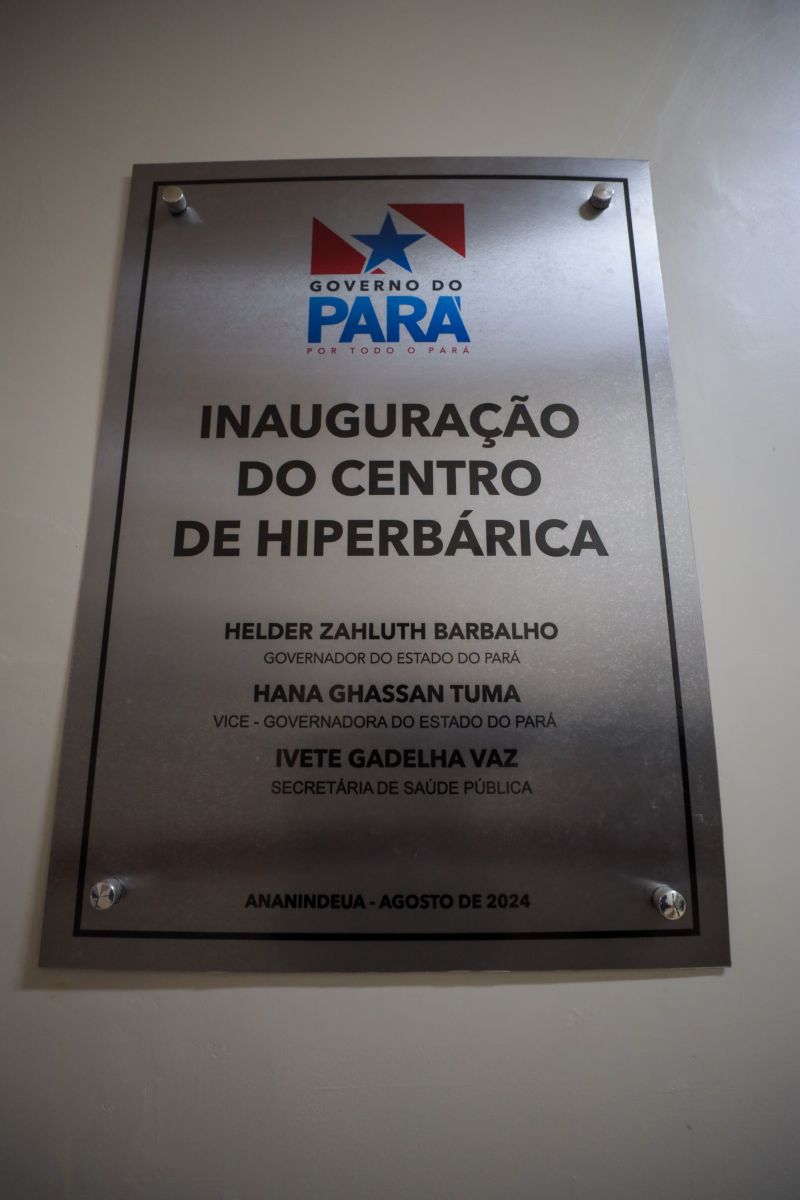 GOVERNO DO
PARÁ
POR TODO O PARÁ
INAUGURAÇÃO
DO CENTRO
DE HIPERBÁRICA
HELDER ZAHLUTH BARBALHO
GOVERNADOR DO ESTADO DO PARÁ
HANA GHASSAN TUMA
VICE - GOVERNADORA DO ESTADO DO PARÁ
IVETE GADELHA VAZ
SECRETÁRIA DE SAÚDE PÚBLICA
ANANINDEUA - AGOSTO DE 2024